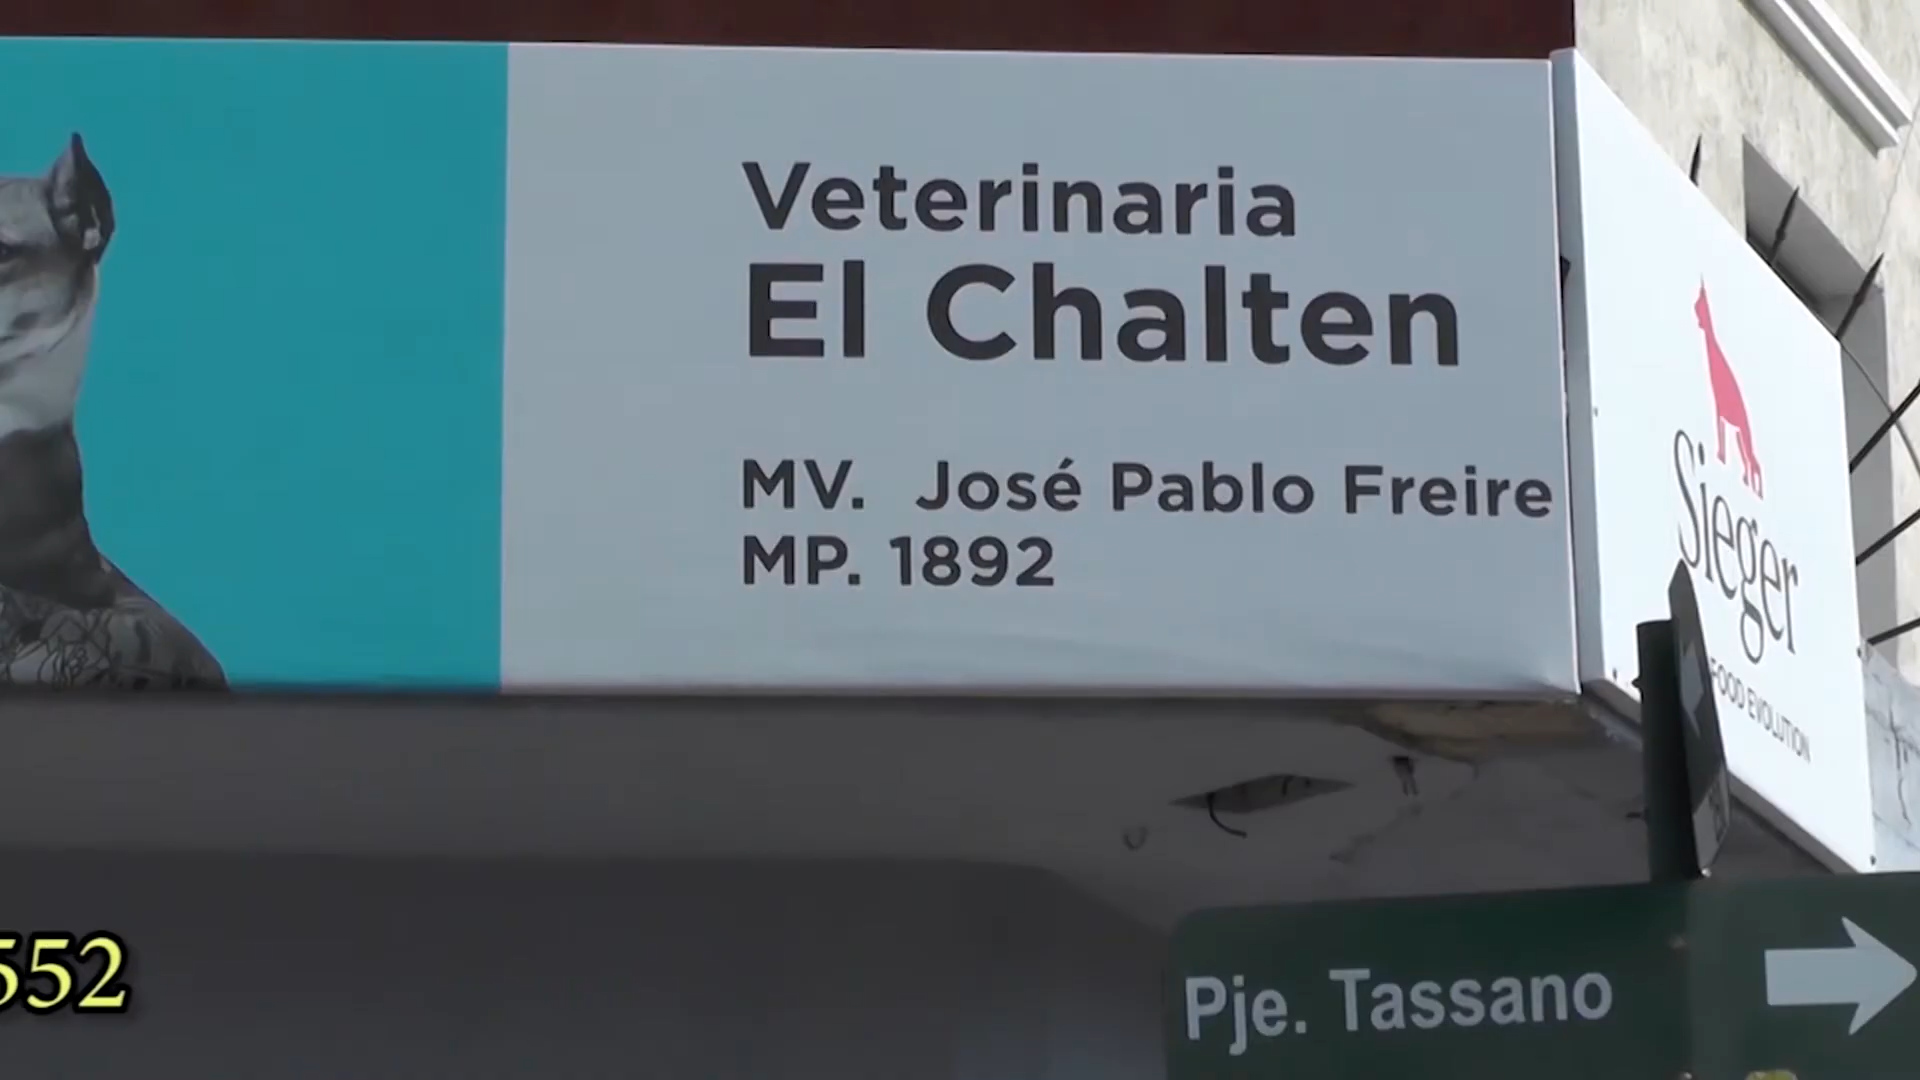 Veterinaria
El Chalten
MV. José Pablo Freire
MP. 1892
Sieger
FOOD EVOLUTION
552
Pje. Tassano